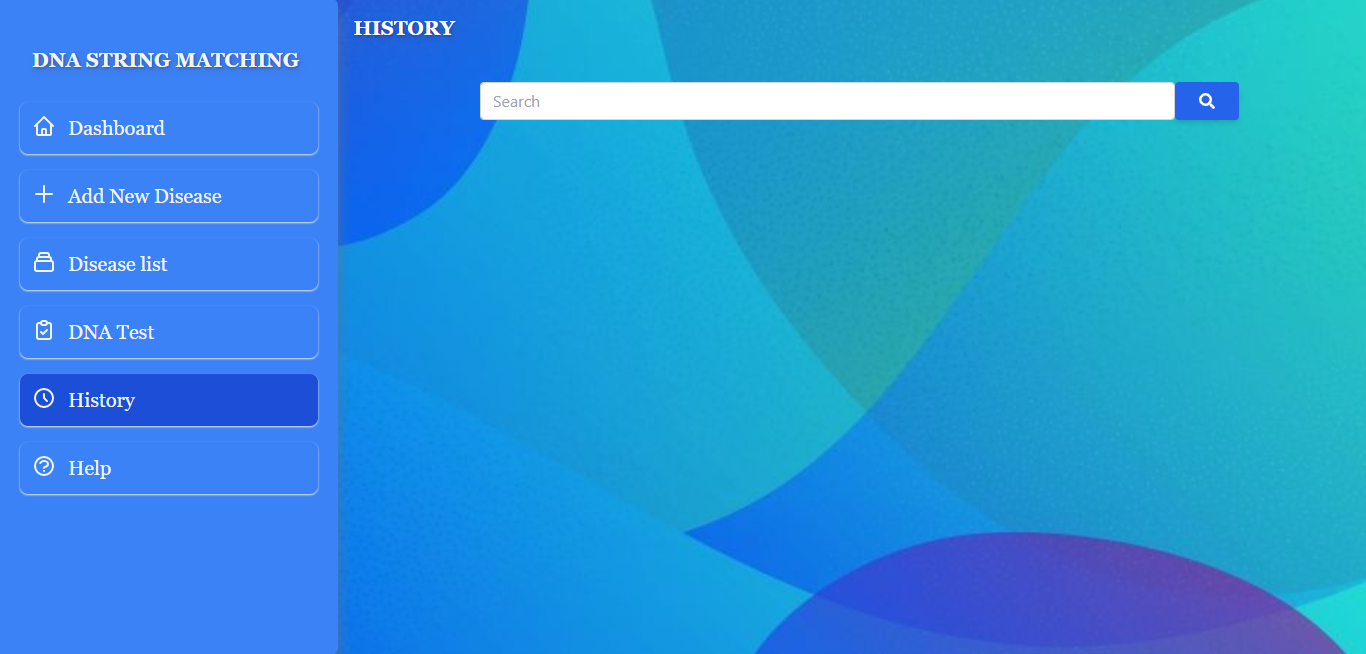 DNA STRING MATCHING
Dashboard
Add New Disease
Disease list
DNA Test
History
Help
HISTORY
Search